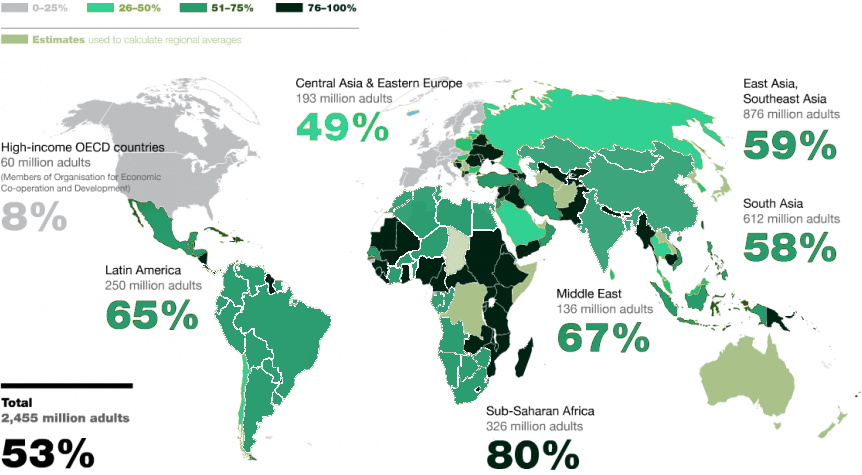 0–25% 26–50% 51–75% 76–100%
Estimates used to calculate regional averages
Central Asia & Eastern Europe
193 million adults
49%
East Asia,
Southeast Asia
876 million adults
59%
High-income OECD countries
60 million adults
(Members of Organisation for Economic
Co-operation and Development)
8%
South Asia
612 million adults
58%
Latin America
250 million adults
65%
Middle East
136 million adults
67%
Total
2,455 million adults
53%
Sub-Saharan Africa
326 million adults
80%